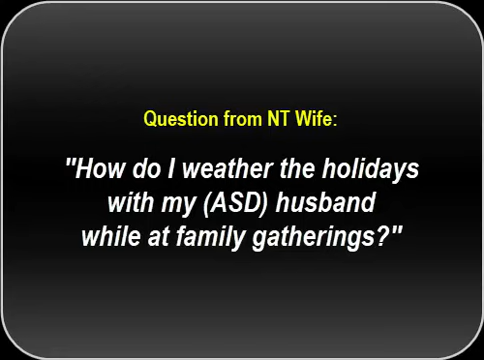 Question from NT Wife:
"How do I weather the holidays
with my (ASD) husband
while at family gatherings?"